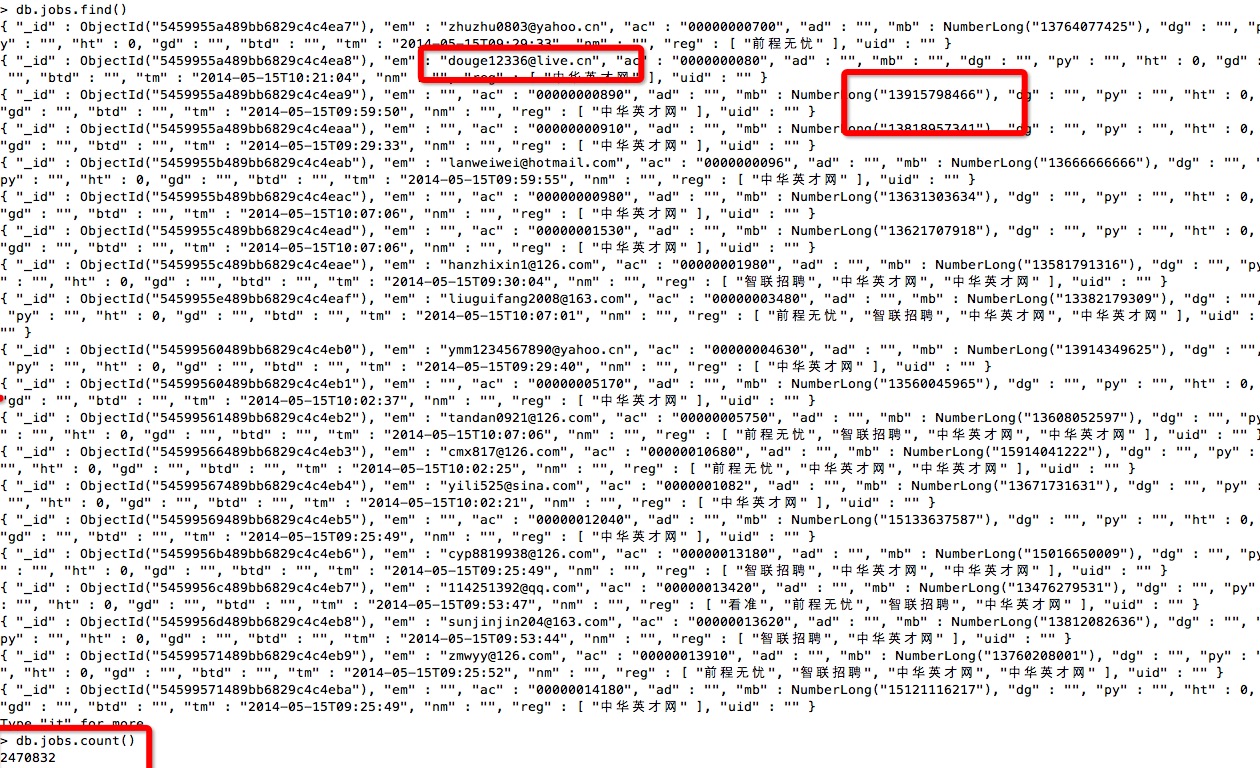 > db.jobs.find()
{ "_id" : ObjectId("5459955a489bb6829c4c4ea7"), "em" : "zhuzhu0803@yahoo.cn", "ac" : "00000000700", "ad" : "", "mb" : NumberLong("13764077425"), "dg" : "", "p
y" : "", "ht" : 0, "gd" : "", "btd" : "", "tm" : "2014-05-15T09:29:33", "nm" : "", "reg" : [ "前程无忧" ], "uid" : "" }
{ "_id" : ObjectId("5459955a489bb6829c4c4ea8"), "em" : "douge12336@live.cn", "ac" : "0000000080", "ad" : "", "mb" : "", "dg" : "", "py" : "", "ht" : 0, "gd" :
"", "btd" : "", "tm" : "2014-05-15T10:21:04", "nm" : "", "reg" : [ "中华英才网" ], "uid" : "" }
{ "_id" : ObjectId("5459955a489bb6829c4c4ea9"), "em" : "", "ac" : "00000000890", "ad" : "", "mb" : NumberLong("13915798466"), "dg" : "", "py" : "", "ht" : 0,
"gd" : "", "btd" : "", "tm" : "2014-05-15T09:59:50", "nm" : "", "reg" : [ "中华英才网" ], "uid" : "" }
{ "_id" : ObjectId("5459955a489bb6829c4c4eaa"), "em" : "", "ac" : "00000000910", "ad" : "", "mb" : NumberLong("13818957341"), "dg" : "", "py" : "", "ht" : 0,
"gd" : "", "btd" : "", "tm" : "2014-05-15T09:29:33", "nm" : "", "reg" : [ "中华英才网" ], "uid" : "" }
{ "_id" : ObjectId("5459955b489bb6829c4c4eab"), "em" : "lanweiwei@hotmail.com", "ac" : "0000000096", "ad" : "", "mb" : NumberLong("13666666666"), "dg" : "", "
py" : "", "ht" : 0, "gd" : "", "btd" : "", "tm" : "2014-05-15T09:59:55", "nm" : "", "reg" : [ "中华英才网" ], "uid" : "" }
{ "_id" : ObjectId("5459955b489bb6829c4c4eac"), "em" : "", "ac" : "00000000980", "ad" : "", "mb" : NumberLong("13631303634"), "dg" : "", "py" : "", "ht" : 0,
"gd" : "", "btd" : "", "tm" : "2014-05-15T10:07:06", "nm" : "", "reg" : [ "中华英才网" ], "uid" : "" }
{ "_id" : ObjectId("5459955c489bb6829c4c4ead"), "em" : "", "ac" : "00000001530", "ad" : "", "mb" : NumberLong("13621707918"), "dg" : "", "py" : "", "ht" : 0,
"gd" : "", "btd" : "", "tm" : "2014-05-15T10:07:06", "nm" : "", "reg" : [ "中华英才网" ], "uid" : "" }
{ "_id" : ObjectId("5459955c489bb6829c4c4eae"), "em" : "hanzhixin1@126.com", "ac" : "00000001980", "ad" : "", "mb" : NumberLong("13581791316"), "dg" : "", "py
" : "", "ht" : 0, "gd" : "", "btd" : "", "tm" : "2014-05-15T09:30:04", "nm" : "", "reg" : [ "智联招聘", "中华英才网", "中华英才网" ], "uid" : "" }
{ "_id" : ObjectId("5459955e489bb6829c4c4eaf"), "em" : "liuguifang2008@163.com", "ac" : "00000003480", "ad" : "", "mb" : NumberLong("13382179309"), "dg" : "",
"py" : "", "ht" : 0, "gd" : "", "btd" : "", "tm" : "2014-05-15T10:07:01", "nm" : "", "reg" : [ "前程无忧", "智联招聘", "中华英才网", "中华英才网" ], "uid" :
"" }
{ "_id" : ObjectId("54599560489bb6829c4c4eb0"), "em" : "ymm1234567890@yahoo.cn", "ac" : "00000004630", "ad" : "", "mb" : NumberLong("13914349625"), "dg" : "",
"py" : "", "ht" : 0, "gd" : "", "btd" : "", "tm" : "2014-05-15T09:29:40", "nm" : "", "reg" : [ "中华英才网" ], "uid" : "" }
{ "_id" : ObjectId("54599560489bb6829c4c4eb1"), "em" : "", "ac" : "00000005170", "ad" : "", "mb" : NumberLong("13560045965"), "dg" : "", "py" : "", "ht" : 0,
"gd" : "", "btd" : "", "tm" : "2014-05-15T10:02:37", "nm" : "", "reg" : [ "中华英才网" ], "uid" : "" }
{ "_id" : ObjectId("54599561489bb6829c4c4eb2"), "em" : "tandan0921@126.com", "ac" : "00000005750", "ad" : "", "mb" : NumberLong("13608052597"), "dg" : "", "py
" : "", "ht" : 0, "gd" : "", "btd" : "", "tm" : "2014-05-15T10:07:06", "nm" : "", "reg" : [ "前程无忧", "智联招聘", "中华英才网", "中华英才网" ], "uid" : "" }
{ "_id" : ObjectId("54599566489bb6829c4c4eb3"), "em" : "cmx817@126.com", "ac" : "00000010680", "ad" : "", "mb" : NumberLong("15914041222"), "dg" : "", "py" :
"", "ht" : 0, "gd" : "", "btd" : "", "tm" : "2014-05-15T10:02:25", "nm" : "", "reg" : [ "前程无忧", "中华英才网", "中华英才网" ], "uid" : "" }
{ "_id" : ObjectId("54599567489bb6829c4c4eb4"), "em" : "yili525@sina.com", "ac" : "0000001082", "ad" : "", "mb" : NumberLong("13671731631"), "dg" : "", "py" :
"", "ht" : 0, "gd" : "", "btd" : "", "tm" : "2014-05-15T10:02:21", "nm" : "", "reg" : [ "中华英才网" ], "uid" : "" }
{ "_id" : ObjectId("54599569489bb6829c4c4eb5"), "em" : "", "ac" : "00000012040", "ad" : "", "mb" : NumberLong("15133637587"), "dg" : "", "py" : "", "ht" : 0,
"gd" : "", "btd" : "", "tm" : "2014-05-15T09:25:49", "nm" : "", "reg" : [ "中华英才网" ], "uid" : "" }
{ "_id" : ObjectId("5459956b489bb6829c4c4eb6"), "em" : "cyp8819938@126.com", "ac" : "00000013180", "ad" : "", "mb" : NumberLong("15016650009"), "dg" : "", "py
" : "", "ht" : 0, "gd" : "", "btd" : "", "tm" : "2014-05-15T09:25:49", "nm" : "", "reg" : [ "智联招聘", "中华英才网", "中华英才网" ], "uid" : "" }
{ "_id" : ObjectId("5459956c489bb6829c4c4eb7"), "em" : "114251392@qq.com", "ac" : "00000013420", "ad" : "", "mb" : NumberLong("13476279531"), "dg" : "", "py"
: "", "ht" : 0, "gd" : "", "btd" : "", "tm" : "2014-05-15T09:53:47", "nm" : "", "reg" : [ "看准", "前程无忧", "智联招聘", "中华英才网" ], "uid" : "" }
{ "_id" : ObjectId("5459956d489bb6829c4c4eb8"), "em" : "sunjinjin204@163.com", "ac" : "00000013620", "ad" : "", "mb" : NumberLong("13812082636"), "dg" : "", "
py" : "", "ht" : 0, "gd" : "", "btd" : "", "tm" : "2014-05-15T09:53:44", "nm" : "", "reg" : [ "智联招聘", "中华英才网" ], "uid" : "" }
{ "_id" : ObjectId("54599571489bb6829c4c4eb9"), "em" : "zmwyy@126.com", "ac" : "00000013910", "ad" : "", "mb" : NumberLong("13760208001"), "dg" : "", "py" : "
", "ht" : 0, "gd" : "", "btd" : "", "tm" : "2014-05-15T09:25:52", "nm" : "", "reg" : [ "前程无忧", "智联招聘", "中华英才网", "中华英才网", "中华英才网" ], "uid" : "" }
{ "_id" : ObjectId("54599571489bb6829c4c4eba"), "em" : "", "ac" : "00000014180", "ad" : "", "mb" : NumberLong("15121116217"), "dg" : "", "py" : "", "ht" : 0,
"gd" : "", "btd" : "", "tm" : "2014-05-15T09:25:49", "nm" : "", "reg" : [ "中华英才网" ], "uid" : "" }
Type "it" for more
> db.jobs.count()
2470832